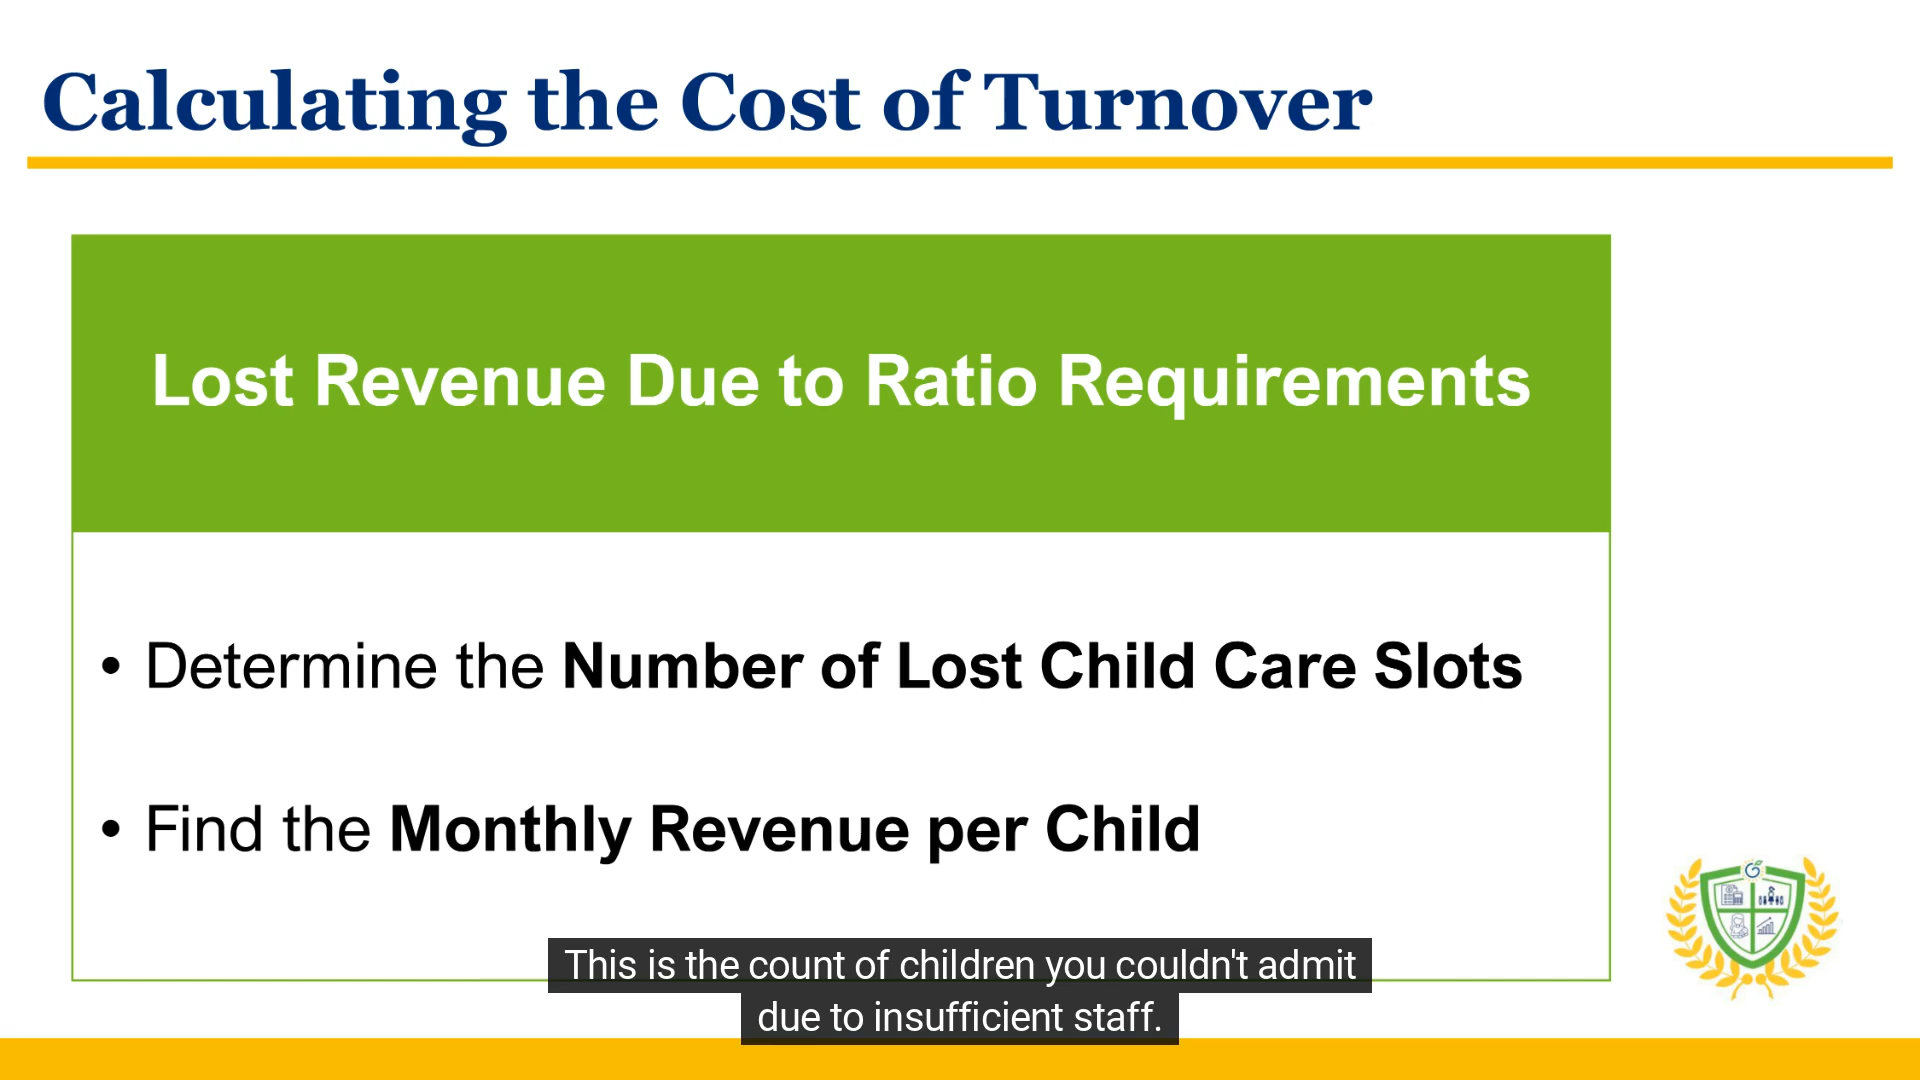 Calculating the Cost of Turnover
Lost Revenue Due to Ratio Requirements
• Determine the Number of Lost Child Care Slots
• Find the Monthly Revenue per Child
This is the count of children you couldn't admit
due to insufficient staff.